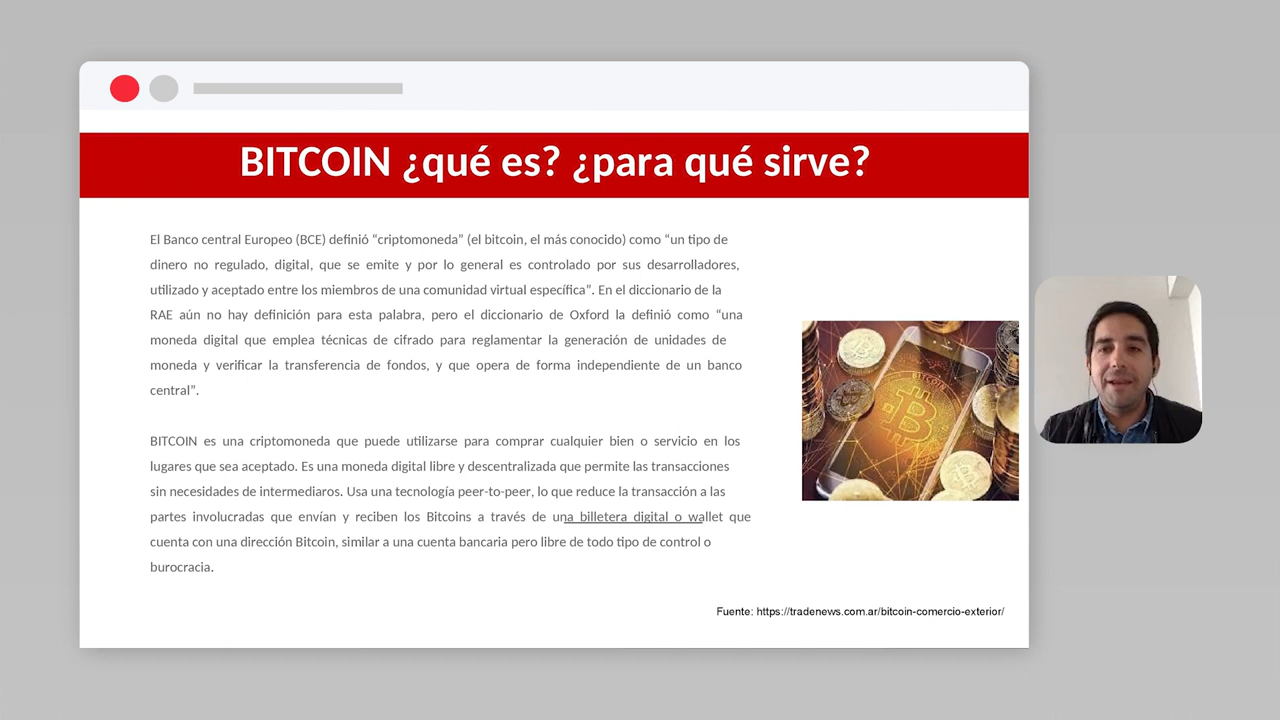 BITCOIN ¿qué es? ¿para qué sirve?
El Banco central Europeo (BCE) definió “criptomoneda” (el bitcoin, el más conocido) como “un tipo de
dinero no regulado, digital, que se emite y por lo general es controlado por sus desarrolladores,
utilizado y aceptado entre los miembros de una comunidad virtual específica”. En el diccionario de la
RAE aún no hay definición para esta palabra, pero el diccionario de Oxford la definió como “una
moneda digital que emplea técnicas de cifrado para reglamentar la generación de unidades de
moneda y verificar la transferencia de fondos, y que opera de forma independiente de un banco
central”.
BITCOIN es una criptomoneda que puede utilizarse para comprar cualquier bien o servicio en los
lugares que sea aceptado. Es una moneda digital libre y descentralizada que permite las transacciones
sin necesidades de intermediaros. Usa una tecnología peer-to-peer, lo que reduce la transacción a las
partes involucradas que envían y reciben los Bitcoins a través de una billetera digital o wallet que
cuenta con una dirección Bitcoin, similar a una cuenta bancaria pero libre de todo tipo de control o
burocracia.
BITCOIN
Fuente: https://tradenews.com.ar/bitcoin-comercio-exterior/